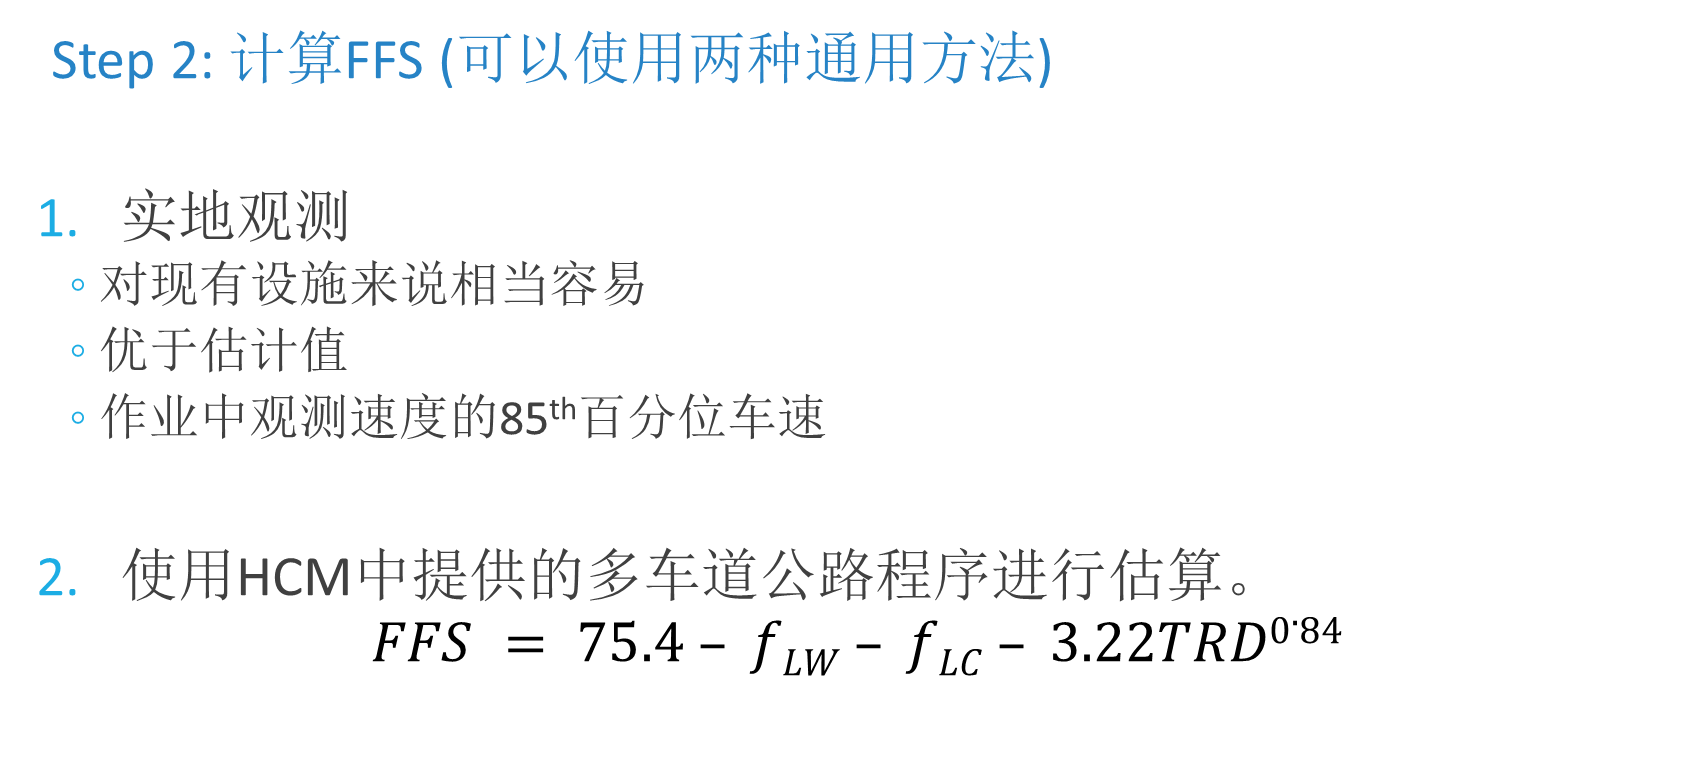 Step 2: 计算FFS (可以使用两种通用方法)
1. 实地观测
◦ 对现有设施来说相当容易
◦ 优于估计值
◦ 作业中观测速度的85th百分位车速
2. 使用HCM中提供的多车道公路程序进行估算。
FFS = 75.4 – f_LW – f_LC – 3.22TRD^0.84